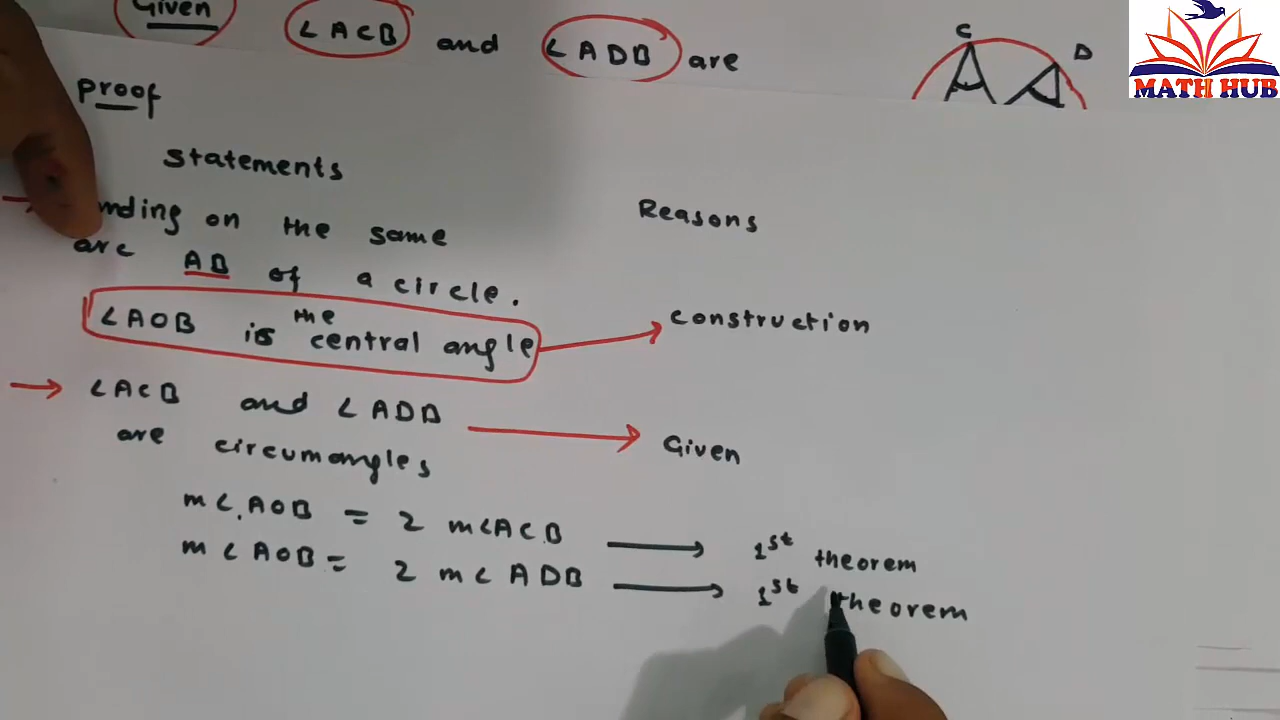 Given ∠ACB and ∠ADB are
C
D
MATH HUB
proof
statements
Reasons
nding on the same
arc AB of a circle.
∠AOB is the central angle
construction
∠ACB and ∠ADB
are circumangles
Given
m∠AOB = 2 m∠ACB
1st theorem
m∠AOB = 2 m∠ADB
1st theorem